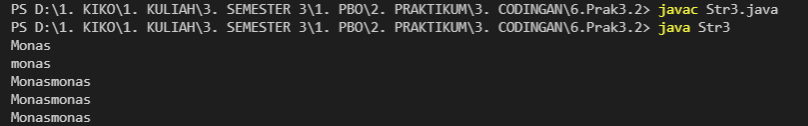 PS D:\1. KIKO\1. KULIAH\3. SEMESTER 3\1. PBO\2. PRAKTIKUM\3. CODINGAN\6.Prak3.2> javac Str3.java
PS D:\1. KIKO\1. KULIAH\3. SEMESTER 3\1. PBO\2. PRAKTIKUM\3. CODINGAN\6.Prak3.2> java Str3
Monas
monas
Monasmonas
Monasmonas
Monasmonas